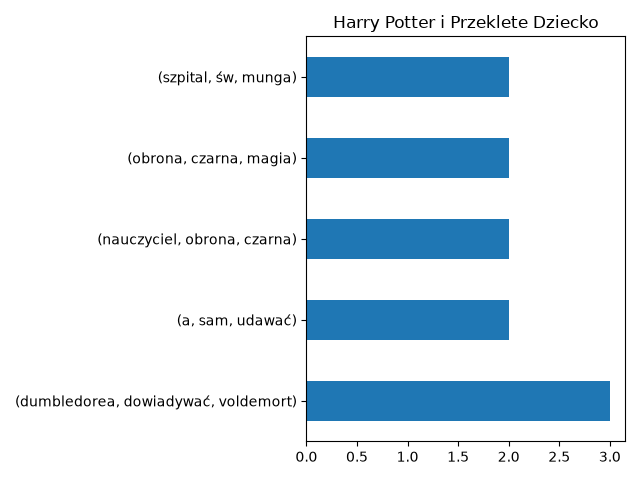 Harry Potter i Przeklete Dziecko
(szpital, św, munga)
(obrona, czarna, magia)
(nauczyciel, obrona, czarna)
(a, sam, udawać)
(dumbledorea, dowiadywać, voldemort)
0.0 0.5 1.0 1.5 2.0 2.5 3.0